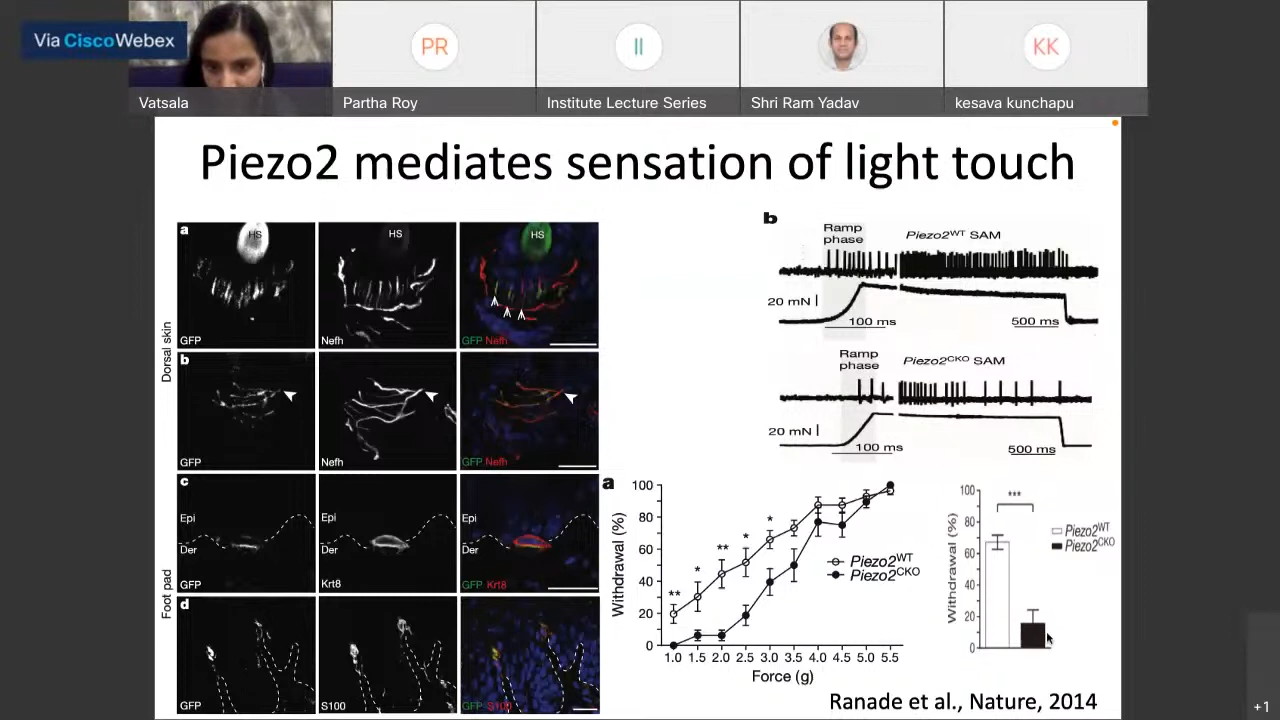 Via Cisco Webex
PR
II
KK
Vatsala
Partha Roy
Institute Lecture Series
Shri Ram Yadav
kesava kunchapu
Piezo2 mediates sensation of light touch
Dorsal skin
Foot pad
a
HS
HS
HS
GFP
Nefh
GFP Nefh
b
GFP
Nefh
GFP Nefh
c
Epi
Der
GFP
Epi
Der
Krt8
Epi
Der
GFP Krt8
d
GFP
S100
GFP S100
b
Ramp
phase
Piezo2WT SAM
20 mN
100 ms
500 ms
Ramp
phase
Piezo2CKO SAM
20 mN
100 ms
500 ms
a
Withdrawal (%)
100
80
60
40
20
0
** * ** * *
Piezo2WT
Piezo2CKO
1.0 1.5 2.0 2.5 3.0 3.5 4.0 4.5 5.0 5.5
Force (g)
Withdrawal (%)
100
80
60
40
20
0
***
Piezo2WT
Piezo2CKO
Ranade et al., Nature, 2014
+1